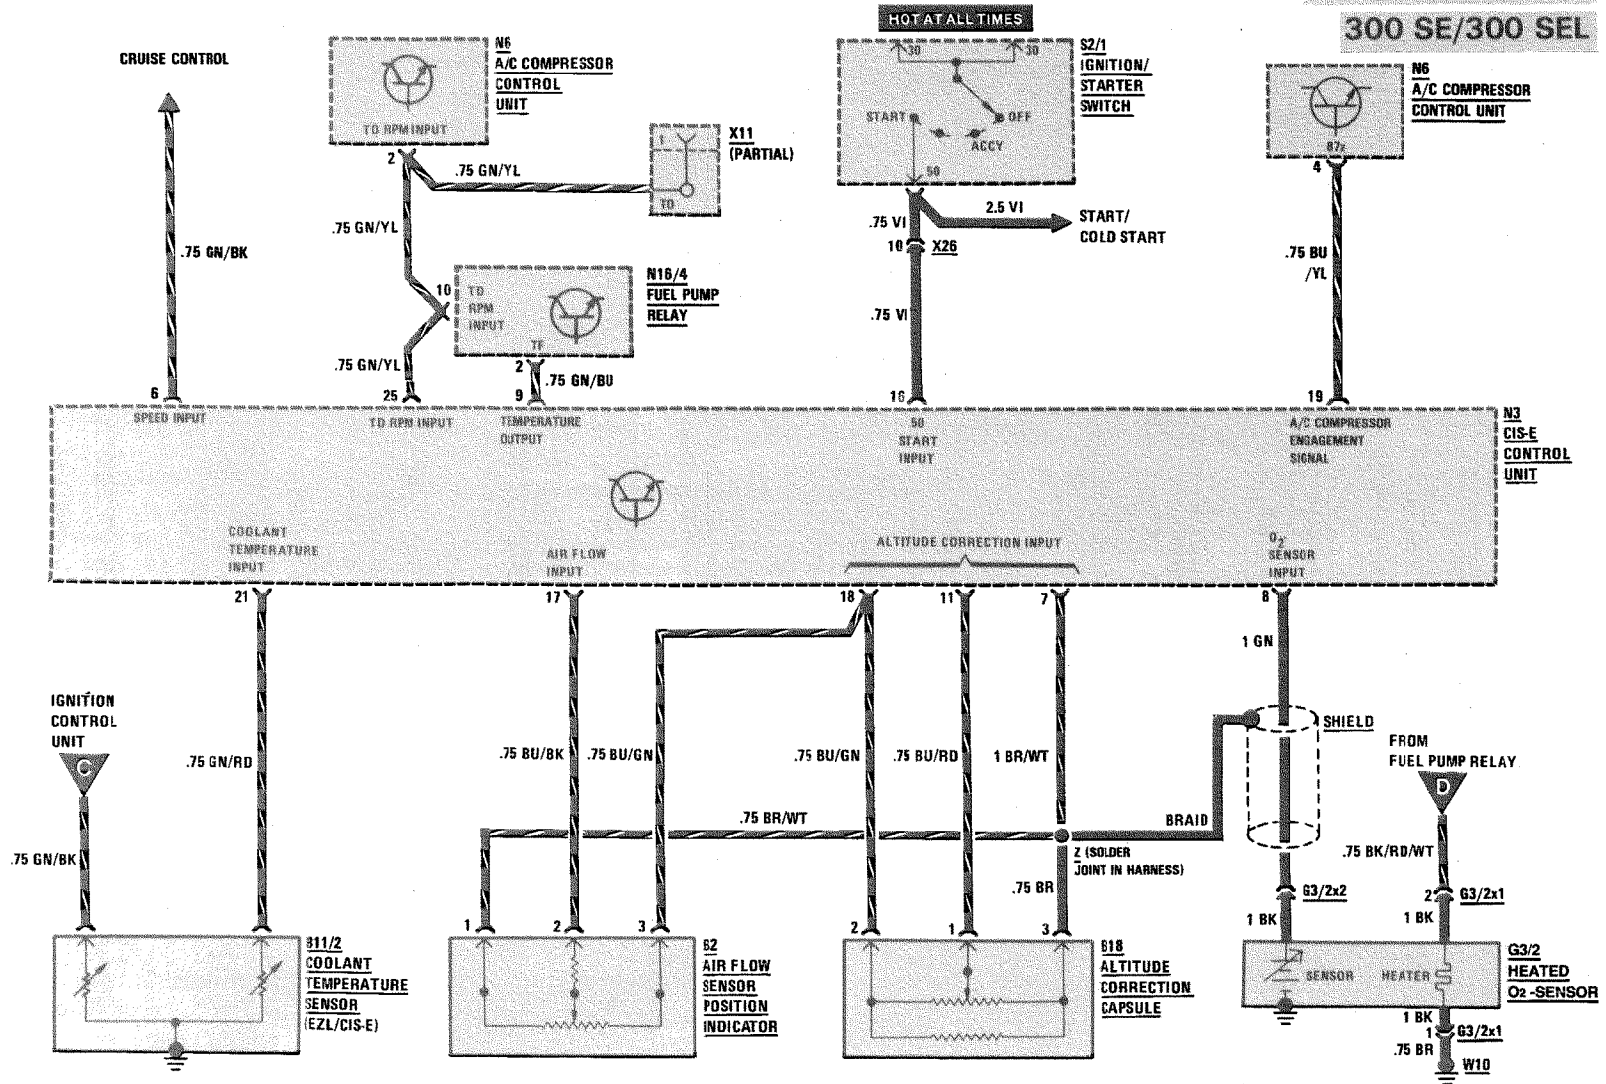 HOT AT ALL TIMES
300 SE/300 SEL
CRUISE CONTROL
N6
A/C COMPRESSOR
CONTROL
UNIT
TD RPM INPUT
2
.75 GN/YL
1
TD
X11
(PARTIAL)
30
30
START
OFF
ACCY
50
S2/1
IGNITION/
STARTER
SWITCH
N6
A/C COMPRESSOR
CONTROL UNIT
87z
4
.75 GN/BK
.75 GN/YL
10
TD
RPM
INPUT
TF
N16/4
FUEL PUMP
RELAY
.75 VI
2.5 VI
START/
COLD START
10
X26
.75 VI
.75 BU
/YL
.75 GN/YL
2
.75 GN/BU
6
25
9
16
19
SPEED INPUT
TD RPM INPUT
TEMPERATURE
OUTPUT
50
START
INPUT
A/C COMPRESSOR
ENGAGEMENT
SIGNAL
N3
CIS-E
CONTROL
UNIT
COOLANT
TEMPERATURE
INPUT
AIR FLOW
INPUT
ALTITUDE CORRECTION INPUT
O2
SENSOR
INPUT
21
17
18
11
7
8
1 GN
IGNITION
CONTROL
UNIT
C
.75 GN/RD
.75 BU/BK
.75 BU/GN
.75 BU/GN
.75 BU/RD
1 BR/WT
SHIELD
FROM
FUEL PUMP RELAY
D
.75 BR/WT
BRAID
Z (SOLDER
JOINT IN HARNESS)
.75 GN/BK
.75 BR
.75 BK/RD/WT
G3/2x2
2
G3/2x1
1 BK
1 BK
1
2
3
2
1
3
B11/2
COOLANT
TEMPERATURE
SENSOR
(EZL/CIS-E)
B2
AIR FLOW
SENSOR
POSITION
INDICATOR
B18
ALTITUDE
CORRECTION
CAPSULE
SENSOR
HEATER
G3/2
HEATED
O2-SENSOR
1 BK
1
G3/2x1
.75 BR
W10